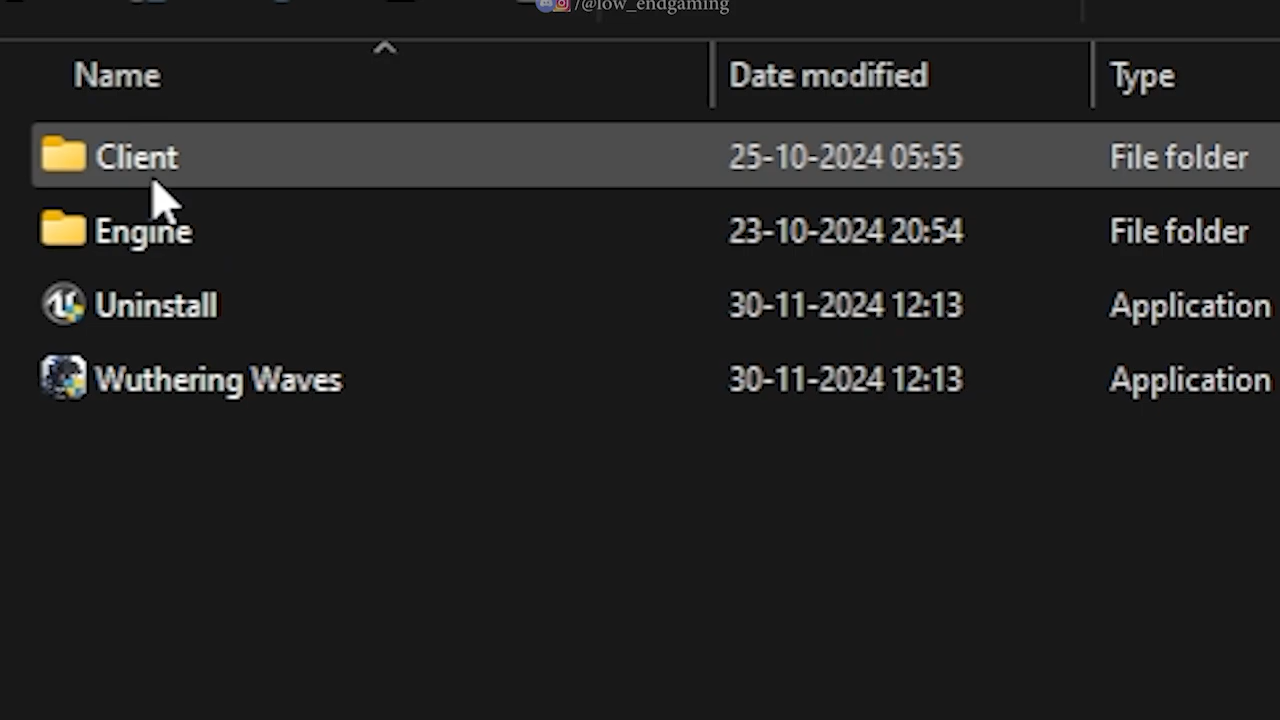 /@low_endgaming
Name Date modified Type
Client 25-10-2024 05:55 File folder
Engine 23-10-2024 20:54 File folder
Uninstall 30-11-2024 12:13 Application
Wuthering Waves 30-11-2024 12:13 Application